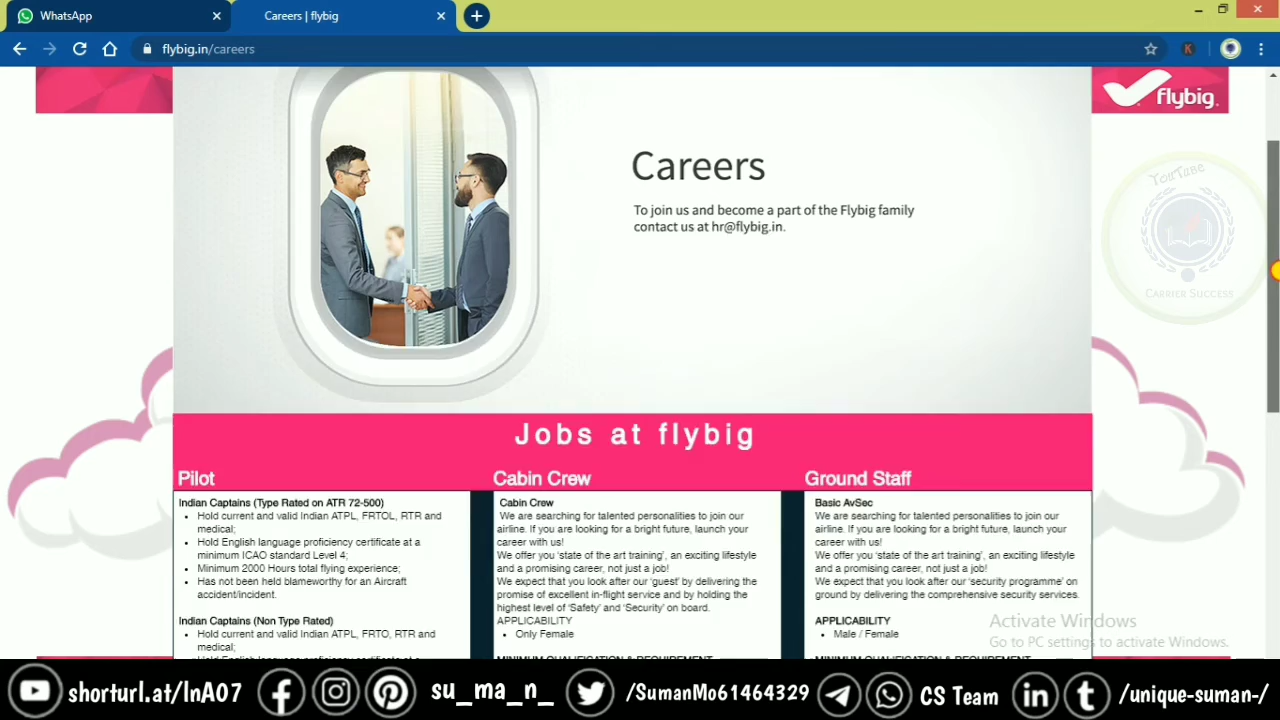 WhatsApp
Careers | flybig
flybig.in/careers
K
flybig.
YouTube
Carrier Success
Careers
To join us and become a part of the Flybig family
contact us at hr@flybig.in.
Jobs at flybig
Pilot
Indian Captains (Type Rated on ATR 72-500)
• Hold current and valid Indian ATPL, FRTOL, RTR and
medical;
• Hold English language proficiency certificate at a
minimum ICAO standard Level 4;
• Minimum 2000 Hours total flying experience;
• Has not been held blameworthy for an Aircraft
accident/incident.
Indian Captains (Non Type Rated)
• Hold current and valid Indian ATPL, FRTO, RTR and
medical;
Cabin Crew
Cabin Crew
We are searching for talented personalities to join our
airline. If you are looking for a bright future, launch your
career with us!
We offer you 'state of the art training', an exciting lifestyle
and a promising career, not just a job!
We expect that you look after our 'guest' by delivering the
promise of excellent in-flight service and by holding the
highest level of 'Safety' and 'Security' on board.
APPLICABILITY
• Only Female
MINIMUM QUALIFICATION & REQUIREMENT
Ground Staff
Basic AvSec
We are searching for talented personalities to join our
airline. If you are looking for a bright future, launch your
career with us!
We offer you 'state of the art training', an exciting lifestyle
and a promising career, not just a job!
We expect that you look after our 'security programme' on
ground by delivering the comprehensive security services.
APPLICABILITY
• Male / Female
MINIMUM QUALIFICATION & REQUIREMENT
Activate Windows
Go to PC settings to activate Windows.
shorturl.at/lnA07 su_ma_n_ /SumanMo61464329 CS Team /unique-suman-/